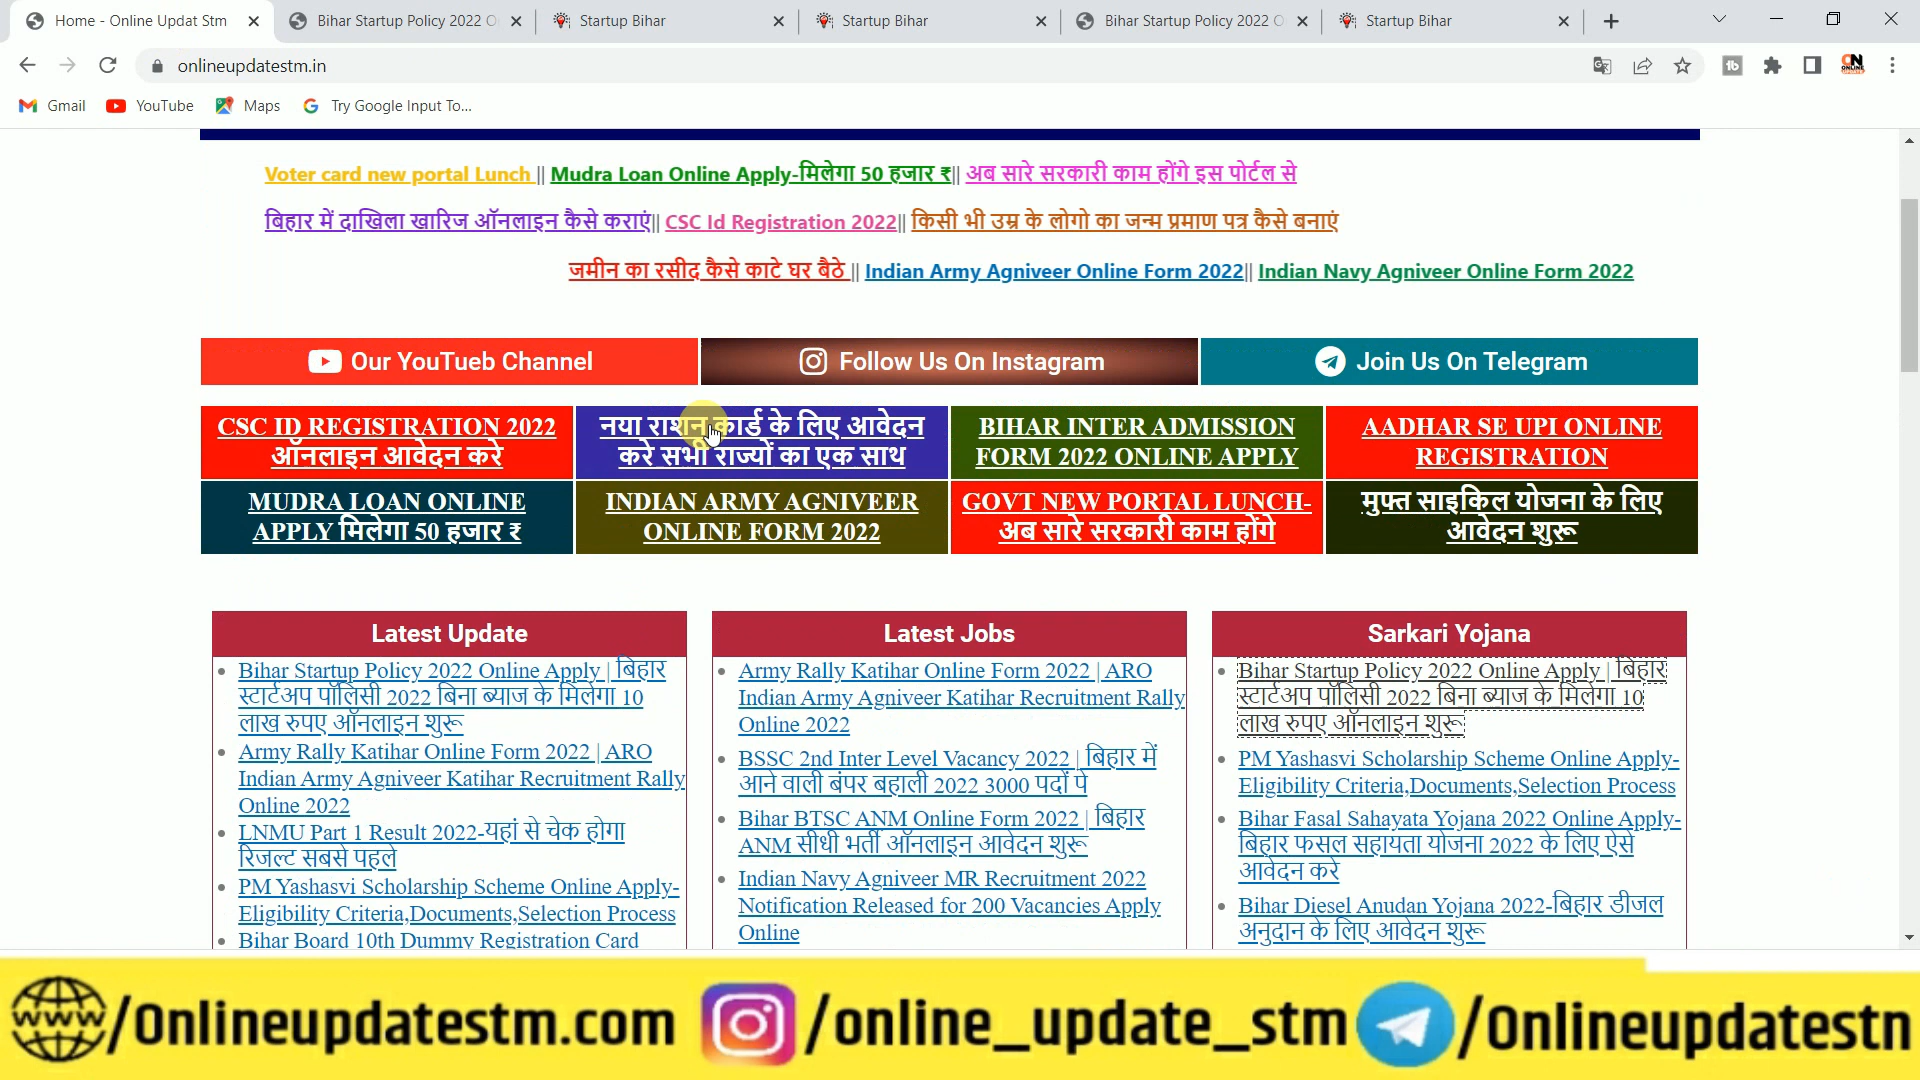 Home - Online Updat Stm
Bihar Startup Policy 2022 O
Startup Bihar
Startup Bihar
Bihar Startup Policy 2022 O
Startup Bihar
onlineupdatestm.in
Gmail
YouTube
Maps
Try Google Input To...
Voter card new portal Lunch || Mudra Loan Online Apply-मिलेगा 50 हजार ₹|| अब सारे सरकारी काम होंगे इस पोर्टल से
बिहार में दाखिला खारिज ऑनलाइन कैसे कराएं|| CSC Id Registration 2022|| किसी भी उम्र के लोगो का जन्म प्रमाण पत्र कैसे बनाएं
जमीन का रसीद कैसे काटे घर बैठे || Indian Army Agniveer Online Form 2022|| Indian Navy Agniveer Online Form 2022
Our YouTueb Channel
Follow Us On Instagram
Join Us On Telegram
CSC ID REGISTRATION 2022
ऑनलाइन आवेदन करे
नया राशन कार्ड के लिए आवेदन
करे सभी राज्यों का एक साथ
BIHAR INTER ADMISSION
FORM 2022 ONLINE APPLY
AADHAR SE UPI ONLINE
REGISTRATION
MUDRA LOAN ONLINE
APPLY मिलेगा 50 हजार ₹
INDIAN ARMY AGNIVEER
ONLINE FORM 2022
GOVT NEW PORTAL LUNCH-
अब सारे सरकारी काम होंगे
मुफ्त साइकिल योजना के लिए
आवेदन शुरू
Latest Update
Bihar Startup Policy 2022 Online Apply | बिहार
स्टार्टअप पॉलिसी 2022 बिना ब्याज के मिलेगा 10
लाख रुपए ऑनलाइन शुरू
Army Rally Katihar Online Form 2022 | ARO
Indian Army Agniveer Katihar Recruitment Rally
Online 2022
LNMU Part 1 Result 2022-यहां से चेक होगा
रिजल्ट सबसे पहले
PM Yashasvi Scholarship Scheme Online Apply-
Eligibility Criteria,Documents,Selection Process
Bihar Board 10th Dummy Registration Card
Latest Jobs
Army Rally Katihar Online Form 2022 | ARO
Indian Army Agniveer Katihar Recruitment Rally
Online 2022
BSSC 2nd Inter Level Vacancy 2022 | बिहार में
आने वाली बंपर बहाली 2022 3000 पदों पे
Bihar BTSC ANM Online Form 2022 | बिहार
ANM सीधी भर्ती ऑनलाइन आवेदन शुरू
Indian Navy Agniveer MR Recruitment 2022
Notification Released for 200 Vacancies Apply
Online
Sarkari Yojana
Bihar Startup Policy 2022 Online Apply | बिहार
स्टार्टअप पॉलिसी 2022 बिना ब्याज के मिलेगा 10
लाख रुपए ऑनलाइन शुरू
PM Yashasvi Scholarship Scheme Online Apply-
Eligibility Criteria,Documents,Selection Process
Bihar Fasal Sahayata Yojana 2022 Online Apply-
बिहार फसल सहायता योजना 2022 के लिए ऐसे
आवेदन करे
Bihar Diesel Anudan Yojana 2022-बिहार डीजल
अनुदान के लिए आवेदन शुरू
www/Onlineupdatestm.com
/online_update_stm
/Onlineupdatestn